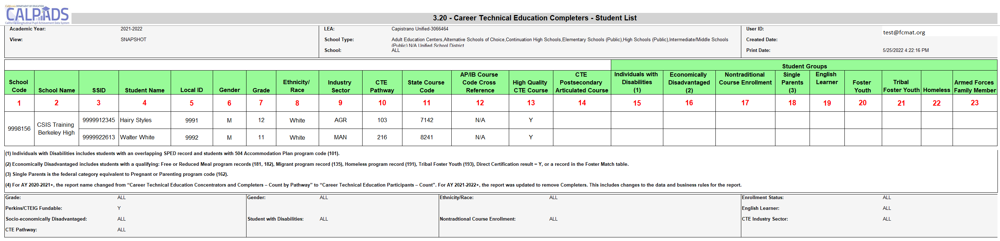 California DEPARTMENT OF EDUCATION
CALPADS
California Longitudinal Pupil Achievement Data System
3.20 - Career Technical Education Completers - Student List
Academic Year: 2021-2022
View: SNAPSHOT
LEA: Capistrano Unified-3066464
School Type: Adult Education Centers,Alternative Schools of Choice,Continuation High Schools,Elementary Schools (Public),High Schools (Public),Intermediate/Middle Schools
(Public) N/A Unified School District
School: ALL
User ID: test@fcmat.org
Created Date:
Print Date: 5/25/2022 4:22:16 PM
Student Groups
School Code
School Name
SSID
Student Name
Local ID
Gender
Grade
Ethnicity/ Race
Industry Sector
CTE Pathway
State Course Code
AP/IB Course Code Cross Reference
High Quality CTE Course
CTE Postsecondary Articulated Course
Individuals with Disabilities (1)
Economically Disadvantaged (2)
Nontraditional Course Enrollment
Single Parents (3)
English Learner
Foster Youth
Tribal Foster Youth
Homeless
Armed Forces Family Member
1 2 3 4 5 6 7 8 9 10 11 12 13 14 15 16 17 18 19 20 21 22 23
9998156
CSIS Training
Berkeley High
9999912345 Hairy Styles 9991 M 12 White AGR 103 7142 N/A Y
9999922613 Walter White 9992 M 11 White MAN 216 8241 N/A Y
(1) Individuals with Disabilities includes students with an overlapping SPED record and students with 504 Accommodation Plan program code (101).
(2) Economically Disadvantaged includes students with a qualifying: Free or Reduced Meal program records (181, 182), Migrant program record (135), Homeless program record (191), Tribal Foster Youth (193), Direct Certification result = Y, or a record in the Foster Match table.
(3) Single Parents is the federal category equivalent to Pregnant or Parenting program code (162).
(4) For AY 2020-2021+, the report name changed from “Career Technical Education Concentrators and Completers – Count by Pathway” to “Career Technical Education Participants – Count”. For AY 2021-2022+, the report was updated to remove Completers. This includes changes to the data and business rules for the report.
Grade: ALL Gender: ALL Ethnicity/Race: ALL Enrollment Status: ALL
Perkins/CTEIG Fundable: Y English Learner: ALL
Socio-economically Disadvantaged: ALL Student with Disabilities: ALL Nontradtional Course Enrollment: ALL CTE Industry Sector: ALL
CTE Pathway: ALL